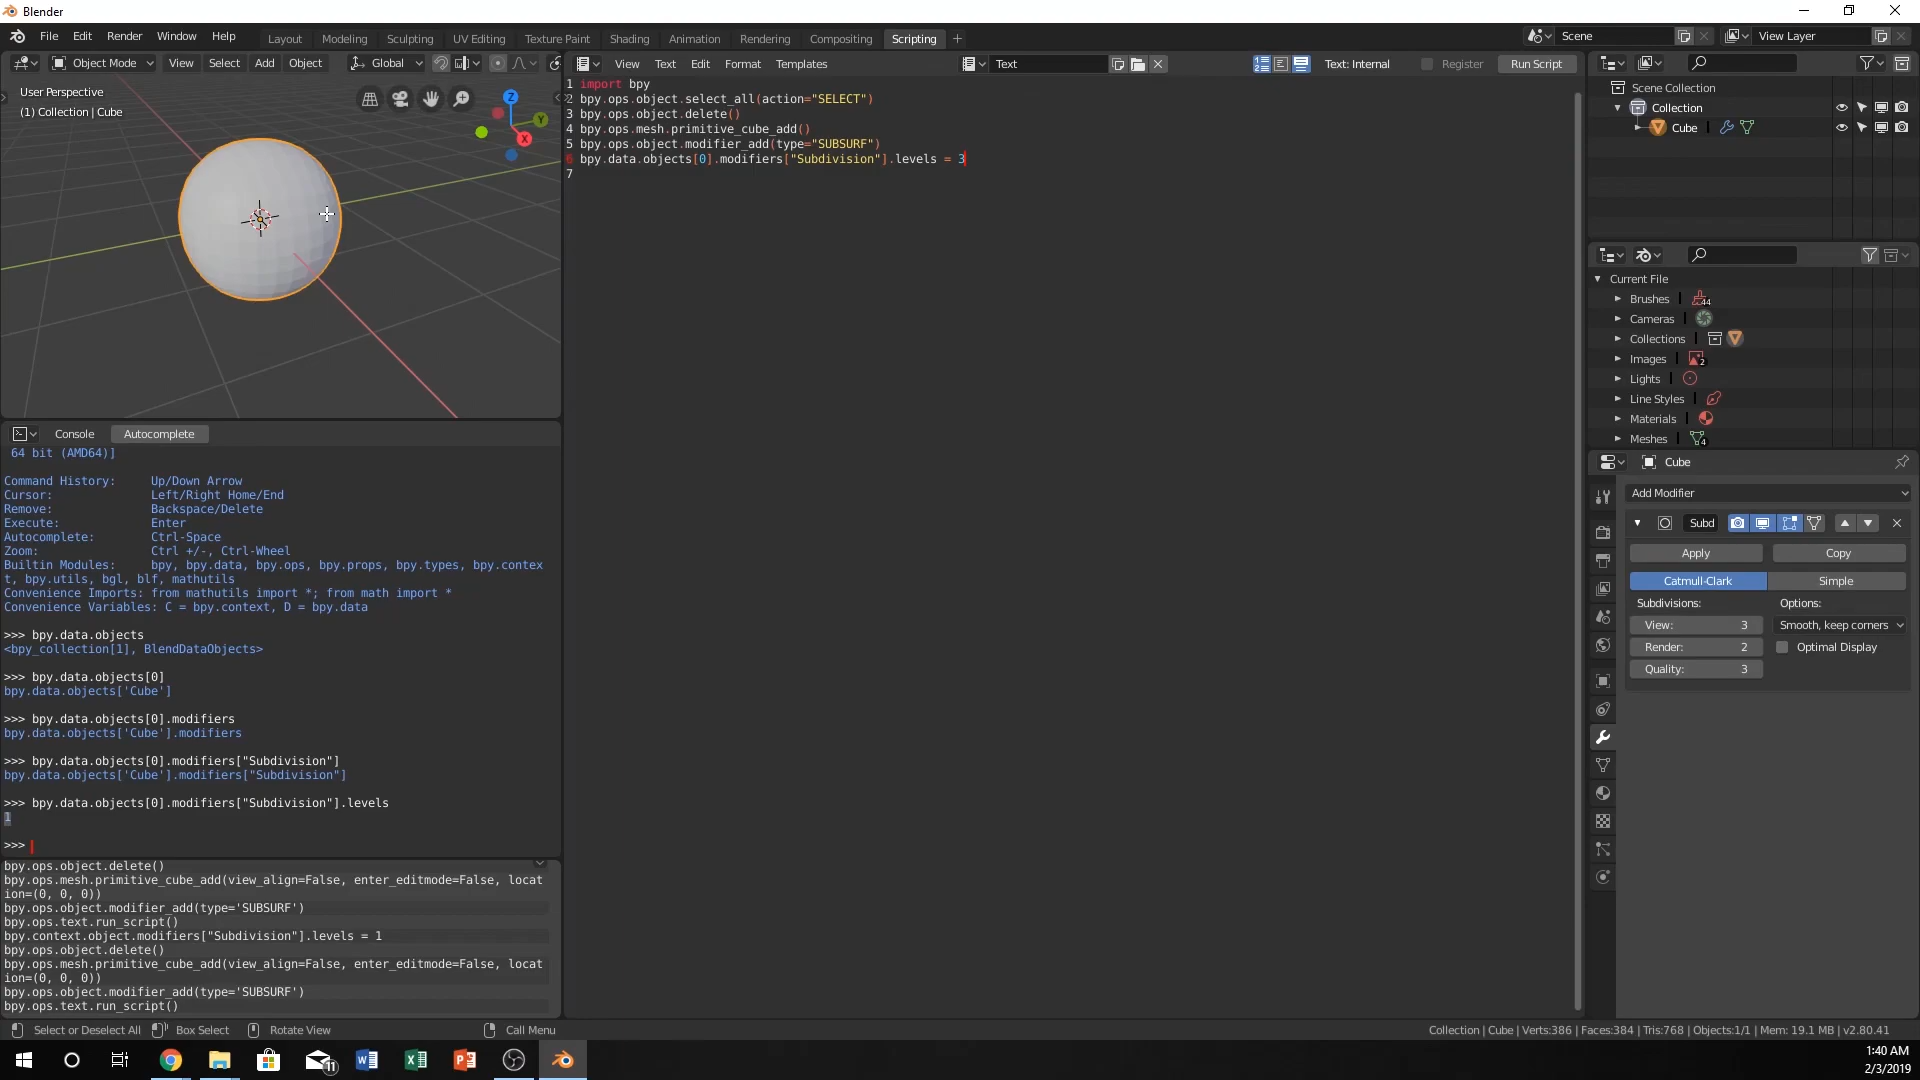 Blender
File Edit Render Window Help
Layout Modeling Sculpting UV Editing Texture Paint Shading Animation Rendering Compositing Scripting
Scene
View Layer
Object Mode View Select Add Object Global
View Text Edit Format Templates Text Text: Internal Register Run Script
User Perspective
(1) Collection | Cube
Z
Y
X
1 import bpy
2 bpy.ops.object.select_all(action="SELECT")
3 bpy.ops.object.delete()
4 bpy.ops.mesh.primitive_cube_add()
5 bpy.ops.object.modifier_add(type="SUBSURF")
6 bpy.data.objects[0].modifiers["Subdivision"].levels = 3
7
Scene Collection
Collection
Cube
Current File
Brushes 44
Cameras
Collections
Images 2
Lights
Line Styles
Materials
Meshes 4
Console Autocomplete
64 bit (AMD64)]
Command History: Up/Down Arrow
Cursor: Left/Right Home/End
Remove: Backspace/Delete
Execute: Enter
Autocomplete: Ctrl-Space
Zoom: Ctrl +/-, Ctrl-Wheel
Builtin Modules: bpy, bpy.data, bpy.ops, bpy.props, bpy.types, bpy.contex
t, bpy.utils, bgl, blf, mathutils
Convenience Imports: from mathutils import *; from math import *
Convenience Variables: C = bpy.context, D = bpy.data
>>> bpy.data.objects
<bpy_collection[1], BlendDataObjects>
>>> bpy.data.objects[0]
bpy.data.objects['Cube']
>>> bpy.data.objects[0].modifiers
bpy.data.objects['Cube'].modifiers
>>> bpy.data.objects[0].modifiers["Subdivision"]
bpy.data.objects['Cube'].modifiers["Subdivision"]
>>> bpy.data.objects[0].modifiers["Subdivision"].levels
1
>>>
bpy.ops.object.delete()
bpy.ops.mesh.primitive_cube_add(view_align=False, enter_editmode=False, locat
ion=(0, 0, 0))
bpy.ops.object.modifier_add(type='SUBSURF')
bpy.ops.text.run_script()
bpy.context.object.modifiers["Subdivision"].levels = 1
bpy.ops.object.delete()
bpy.ops.mesh.primitive_cube_add(view_align=False, enter_editmode=False, locat
ion=(0, 0, 0))
bpy.ops.object.modifier_add(type='SUBSURF')
bpy.ops.text.run_script()
Cube
Add Modifier
Subd
Apply Copy
Catmull-Clark Simple
Subdivisions: Options:
View: 3 Smooth, keep corners
Render: 2 Optimal Display
Quality: 3
Select or Deselect All Box Select Rotate View Call Menu
Collection | Cube | Verts:386 | Faces:384 | Tris:768 | Objects:1/1 | Mem: 19.1 MB | v2.80.41
11
1:40 AM
2/3/2019